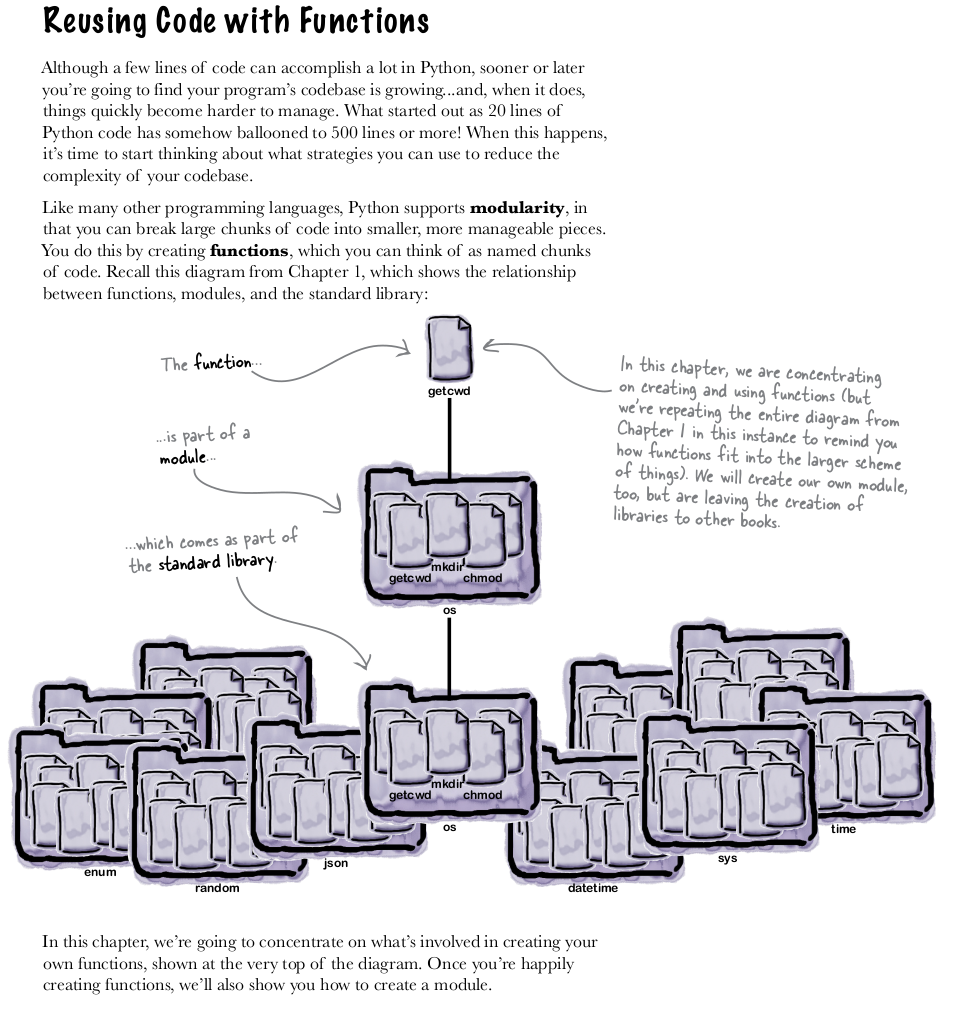 Reusing Code with Functions
Although a few lines of code can accomplish a lot in Python, sooner or later
you're going to find your program's codebase is growing...and, when it does,
things quickly become harder to manage. What started out as 20 lines of
Python code has somehow ballooned to 500 lines or more! When this happens,
it's time to start thinking about what strategies you can use to reduce the
complexity of your codebase.
Like many other programming languages, Python supports modularity, in
that you can break large chunks of code into smaller, more manageable pieces.
You do this by creating functions, which you can think of as named chunks
of code. Recall this diagram from Chapter 1, which shows the relationship
between functions, modules, and the standard library:
The function...
getcwd
In this chapter, we are concentrating
on creating and using functions (but
we're repeating the entire diagram from
Chapter 1 in this instance to remind you
how functions fit into the larger scheme
of things). We will create our own module,
too, but are leaving the creation of
libraries to other books.
...is part of a
module...
...which comes as part of
the standard library.
mkdir
getcwd chmod
os
mkdir
getcwd chmod
os
enum
random
json
datetime
sys
time
In this chapter, we're going to concentrate on what's involved in creating your
own functions, shown at the very top of the diagram. Once you're happily
creating functions, we'll also show you how to create a module.